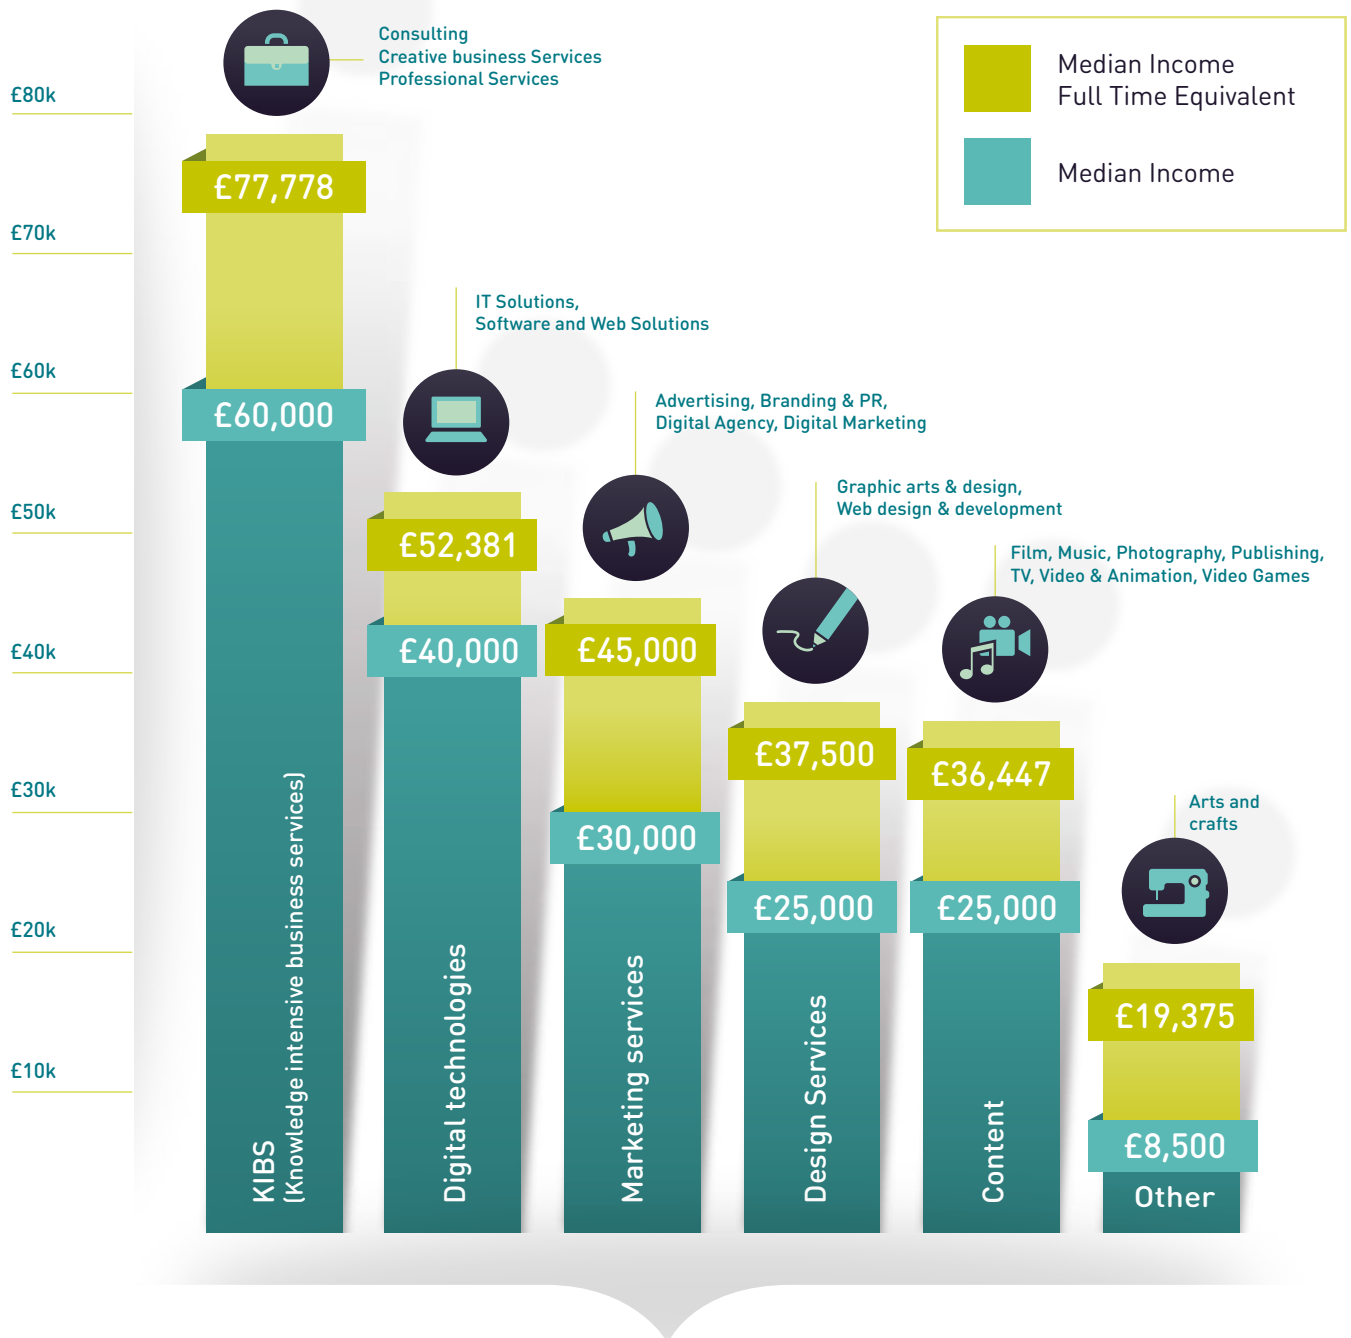 Consulting
Creative business Services
Professional Services
Median Income
Full Time Equivalent
Median Income
£80k
£70k
£60k
£50k
£40k
£30k
£20k
£10k
£77,778
£60,000
KIBS
(Knowledge intensive business services)
IT Solutions,
Software and Web Solutions
£52,381
£40,000
Digital technologies
Advertising, Branding & PR,
Digital Agency, Digital Marketing
£45,000
£30,000
Marketing services
Graphic arts & design,
Web design & development
£37,500
£25,000
Design Services
Film, Music, Photography, Publishing,
TV, Video & Animation, Video Games
£36,447
£25,000
Content
Arts and
crafts
£19,375
£8,500
Other